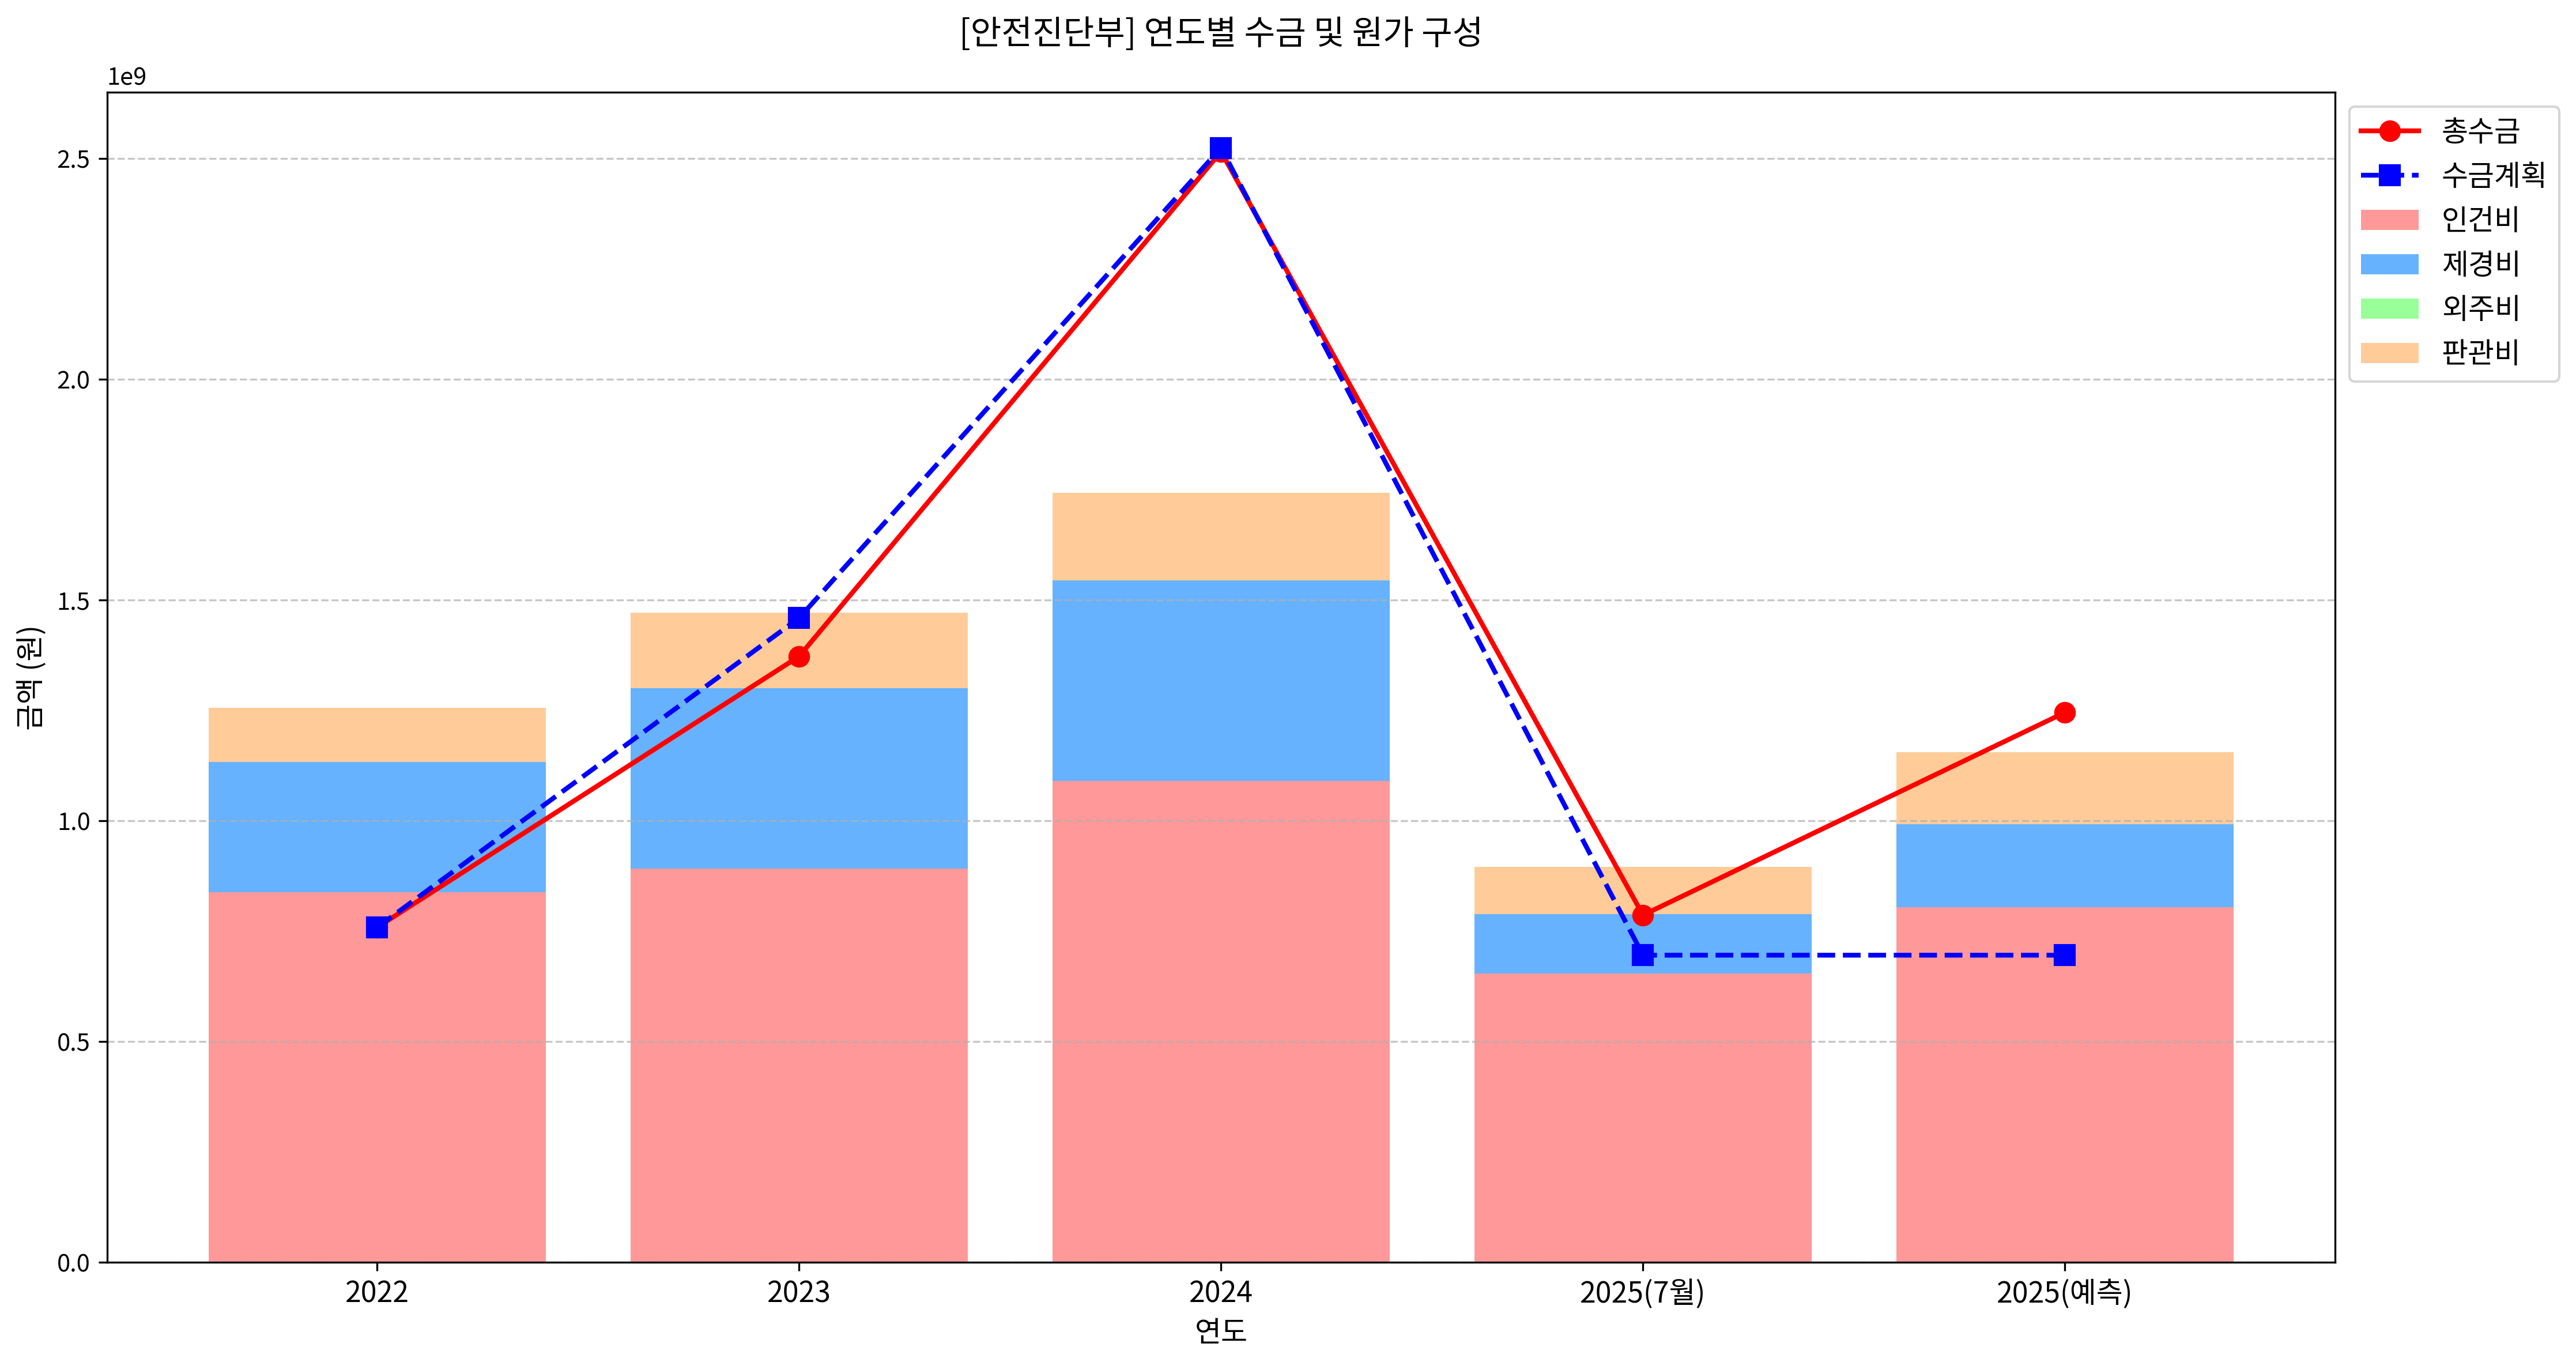 [안전진단부] 연도별 수금 및 원가 구성
1e9
2.5
2.0
1.5
1.0
0.5
0.0
금액 (원)
2022
2023
2024
2025(7월)
2025(예측)
연도
총수금
수금계획
인건비
제경비
외주비
판관비